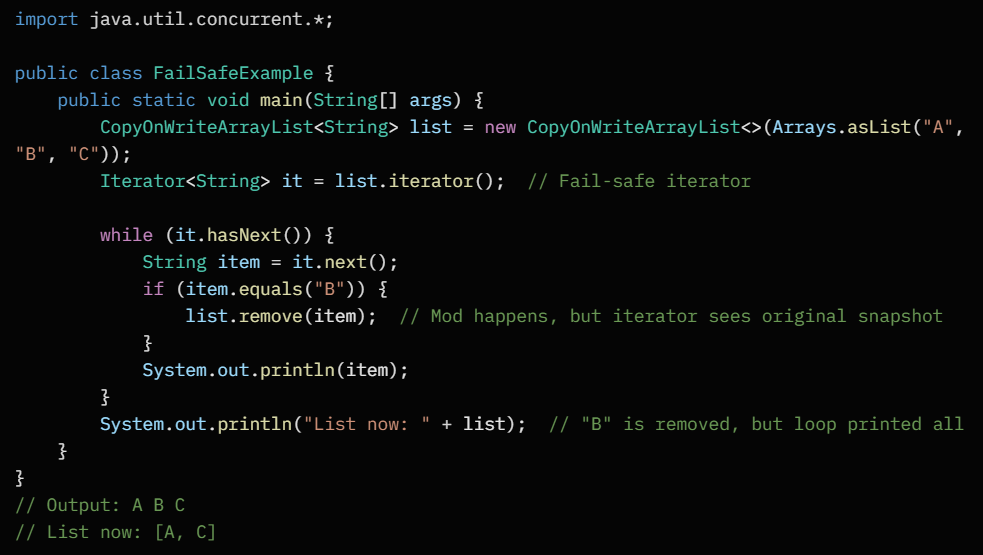 import java.util.concurrent.*;

public class FailSafeExample {
    public static void main(String[] args) {
        CopyOnWriteArrayList<String> list = new CopyOnWriteArrayList<>(Arrays.asList("A",
"B", "C"));
        Iterator<String> it = list.iterator();  // Fail-safe iterator

        while (it.hasNext()) {
            String item = it.next();
            if (item.equals("B")) {
                list.remove(item);  // Mod happens, but iterator sees original snapshot
            }
            System.out.println(item);
        }
        System.out.println("List now: " + list);  // "B" is removed, but loop printed all
    }
}
// Output: A B C
// List now: [A, C]